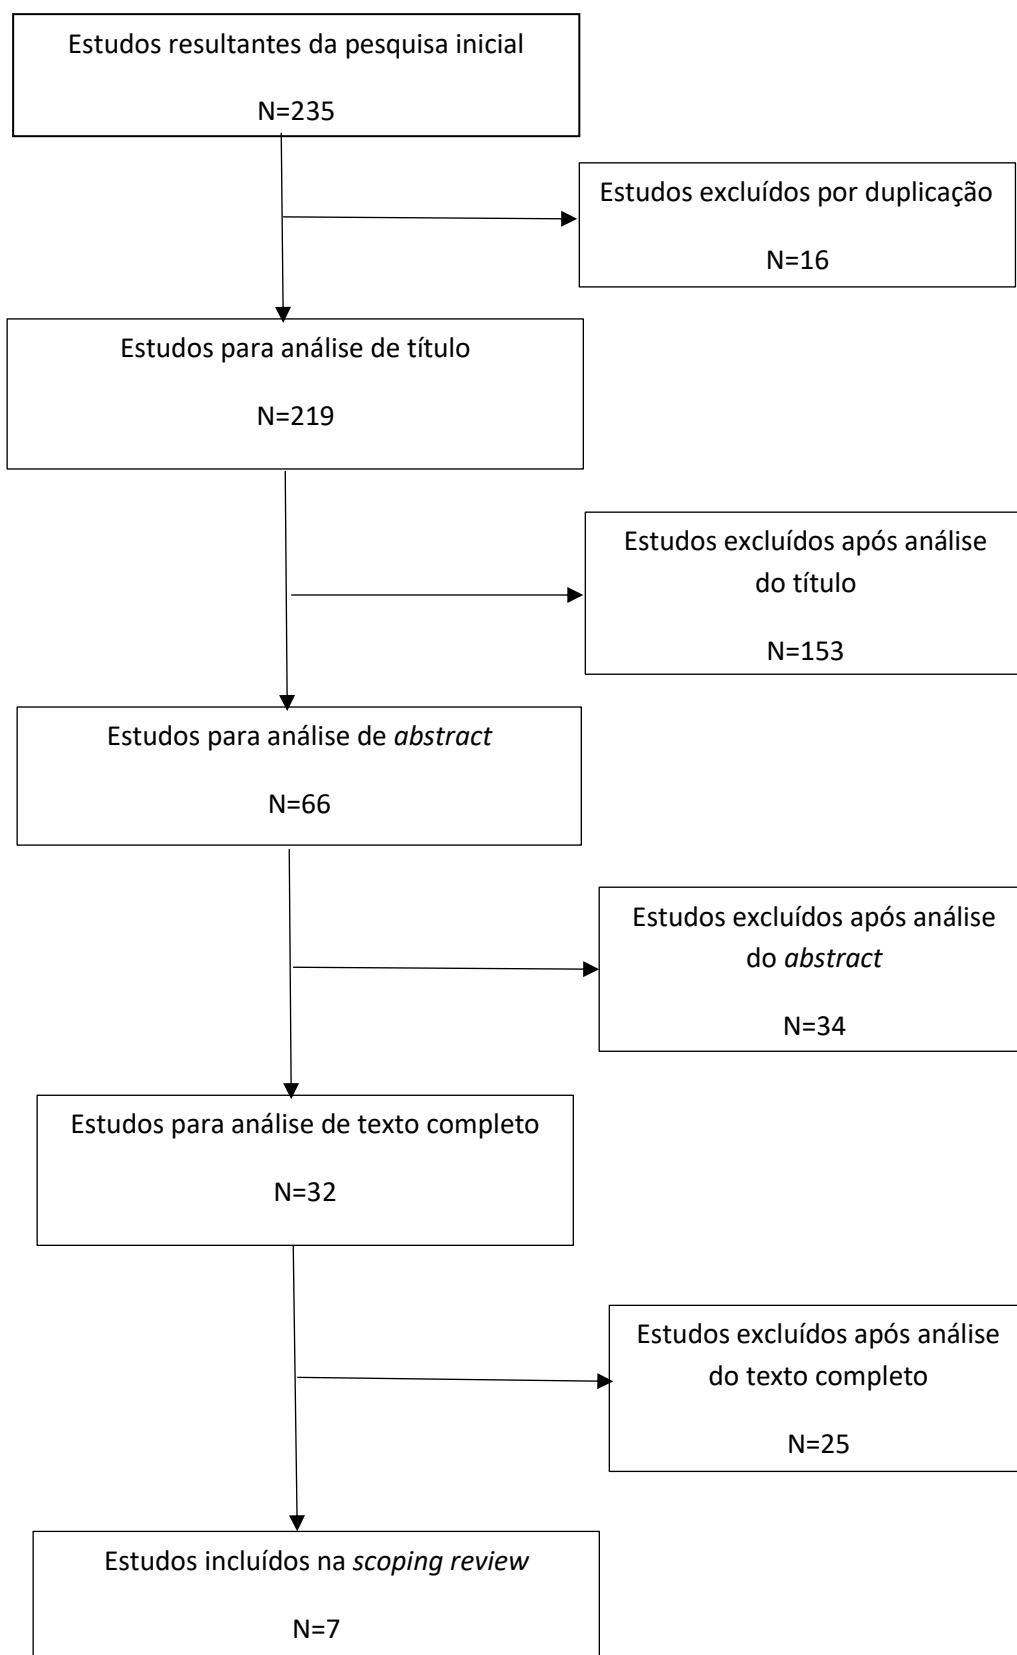 Estudos resultantes da pesquisa inicial
N=235
Estudos excluídos por duplicação
N=16
Estudos para análise de título
N=219
Estudos excluídos após análise
do título
N=153
Estudos para análise de abstract
N=66
Estudos excluídos após análise
do abstract
N=34
Estudos para análise de texto completo
N=32
Estudos excluídos após análise
do texto completo
N=25
Estudos incluídos na scoping review
N=7